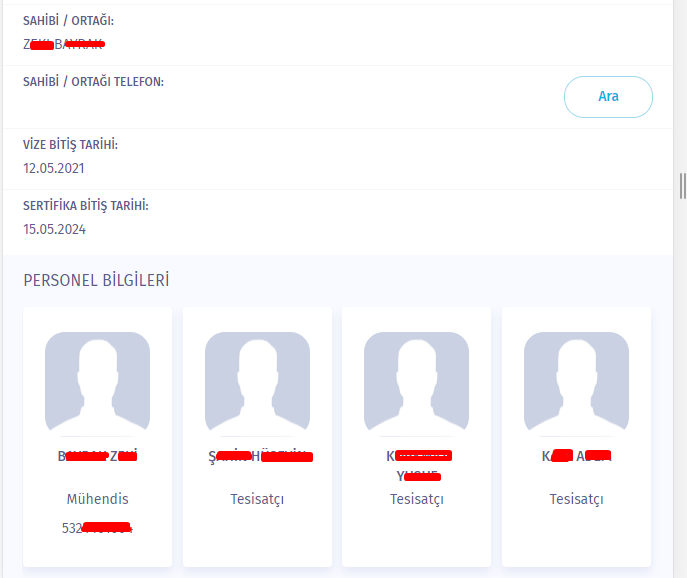 SAHİBİ / ORTAĞI:
SAHİBİ / ORTAĞI TELEFON:
Ara
VİZE BİTİŞ TARİHİ:
12.05.2021
SERTİFİKA BİTİŞ TARİHİ:
15.05.2024
PERSONEL BİLGİLERİ
Mühendis
Tesisatçı
Tesisatçı
Tesisatçı